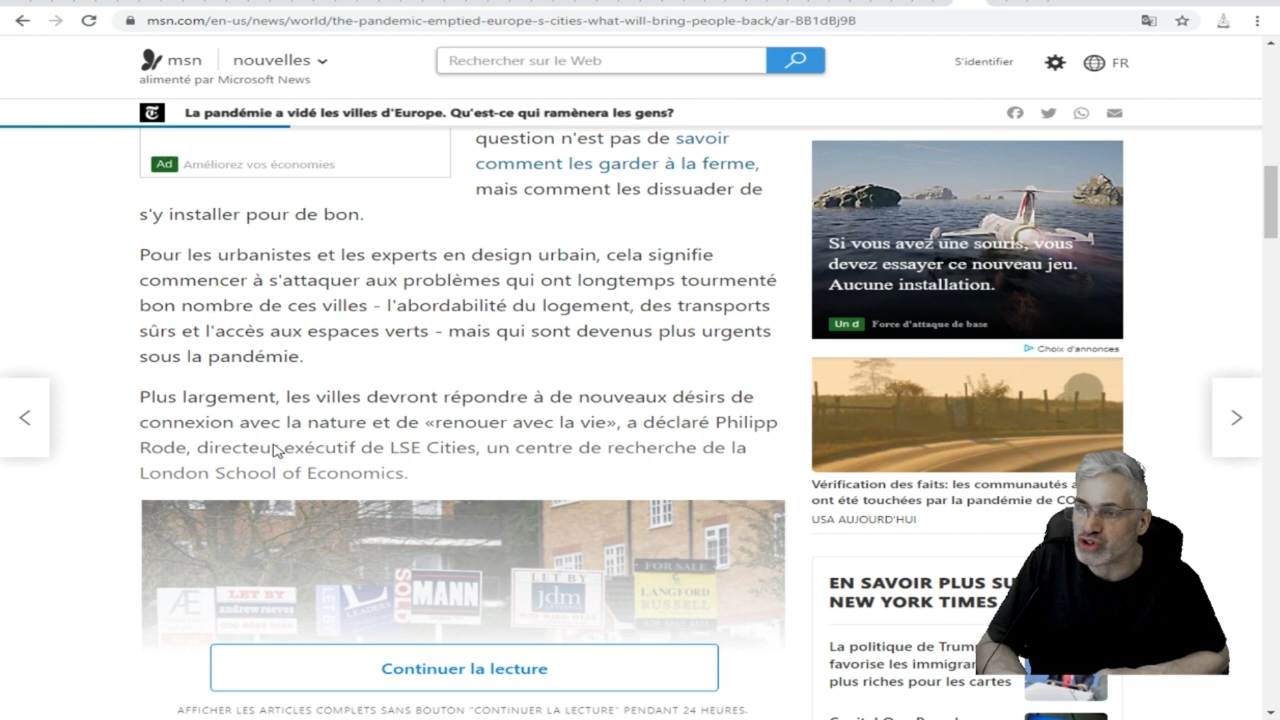 msn.com/en-us/news/world/the-pandemic-emptied-europe-s-cities-what-will-bring-people-back/ar-BB1dBj9B
msn nouvelles
alimenté par Microsoft News
Rechercher sur le Web
S'identifier
FR
La pandémie a vidé les villes d'Europe. Qu'est-ce qui ramènera les gens?
Ad Améliorez vos économies
question n'est pas de savoir
comment les garder à la ferme,
mais comment les dissuader de
s'y installer pour de bon.
Pour les urbanistes et les experts en design urbain, cela signifie
commencer à s'attaquer aux problèmes qui ont longtemps tourmenté
bon nombre de ces villes - l'abordabilité du logement, des transports
sûrs et l'accès aux espaces verts - mais qui sont devenus plus urgents
sous la pandémie.
Plus largement, les villes devront répondre à de nouveaux désirs de
connexion avec la nature et de «renouer avec la vie», a déclaré Philipp
Rode, directeur exécutif de LSE Cities, un centre de recherche de la
London School of Economics.
LET BY
andrew reeves
LEADERS
SOLD
MANN
LET BY
jdm
FOR SALE
LANGFORD
RUSSELL
Continuer la lecture
AFFICHER LES ARTICLES COMPLETS SANS BOUTON "CONTINUER LA LECTURE" PENDANT 24 HEURES.
Si vous avez une souris, vous
devez essayer ce nouveau jeu.
Aucune installation.
Un d Force d'attaque de base
Choix d'annonces
Vérification des faits: les communautés
ont été touchées par la pandémie de
USA AUJOURD'HUI
EN SAVOIR PLUS
NEW YORK TIMES
La politique de
favorise les
plus riches pour les cartes